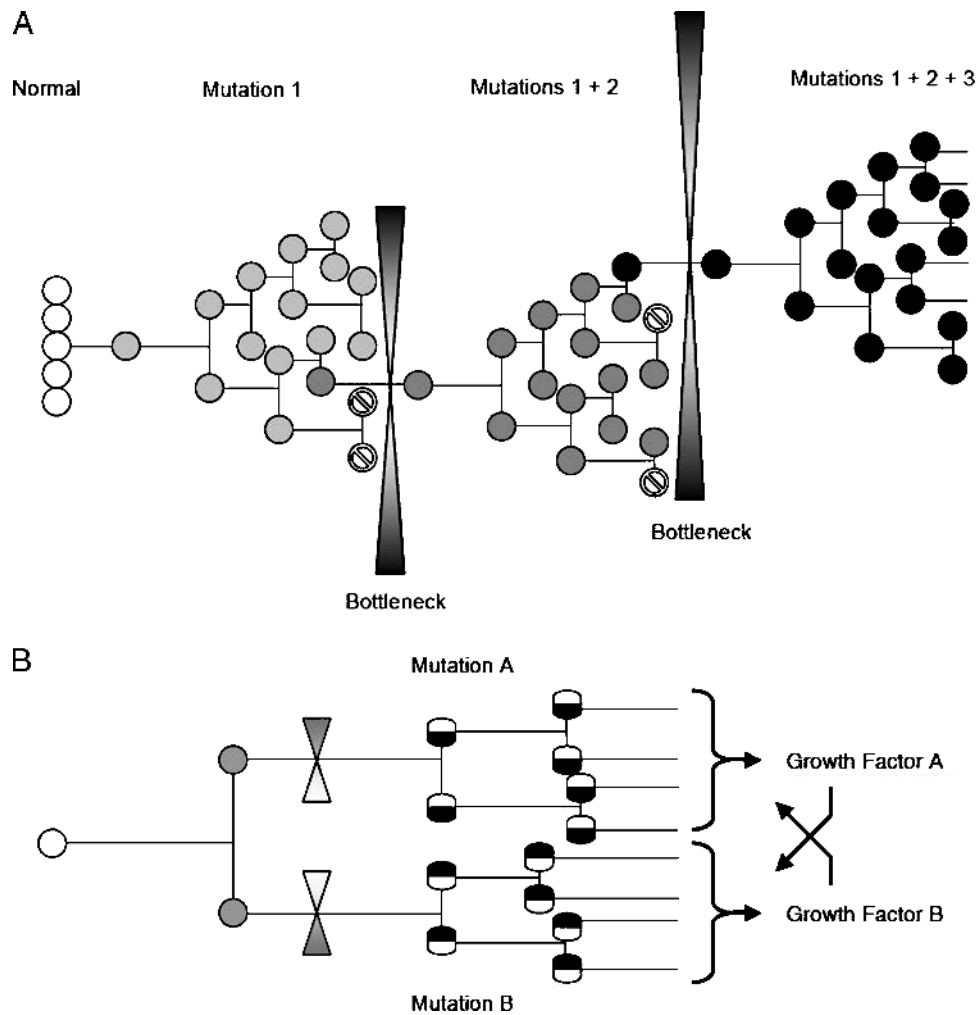 A
Normal
Mutation 1
Mutations 1 + 2
Mutations 1 + 2 + 3
Bottleneck
Bottleneck
B
Mutation A
Growth Factor A
Growth Factor B
Mutation B